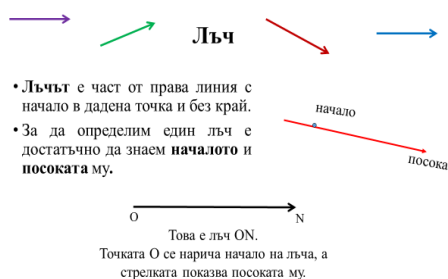 Лъч
• Лъчът е част от права линия с
начало в дадена точка и без край.
• За да определим един лъч е
достатъчно да знаем началото и
посоката му.
начало
посока
O
N
Това е лъч ON.
Точката O се нарича начало на лъча, а
стрелката показва посоката му.